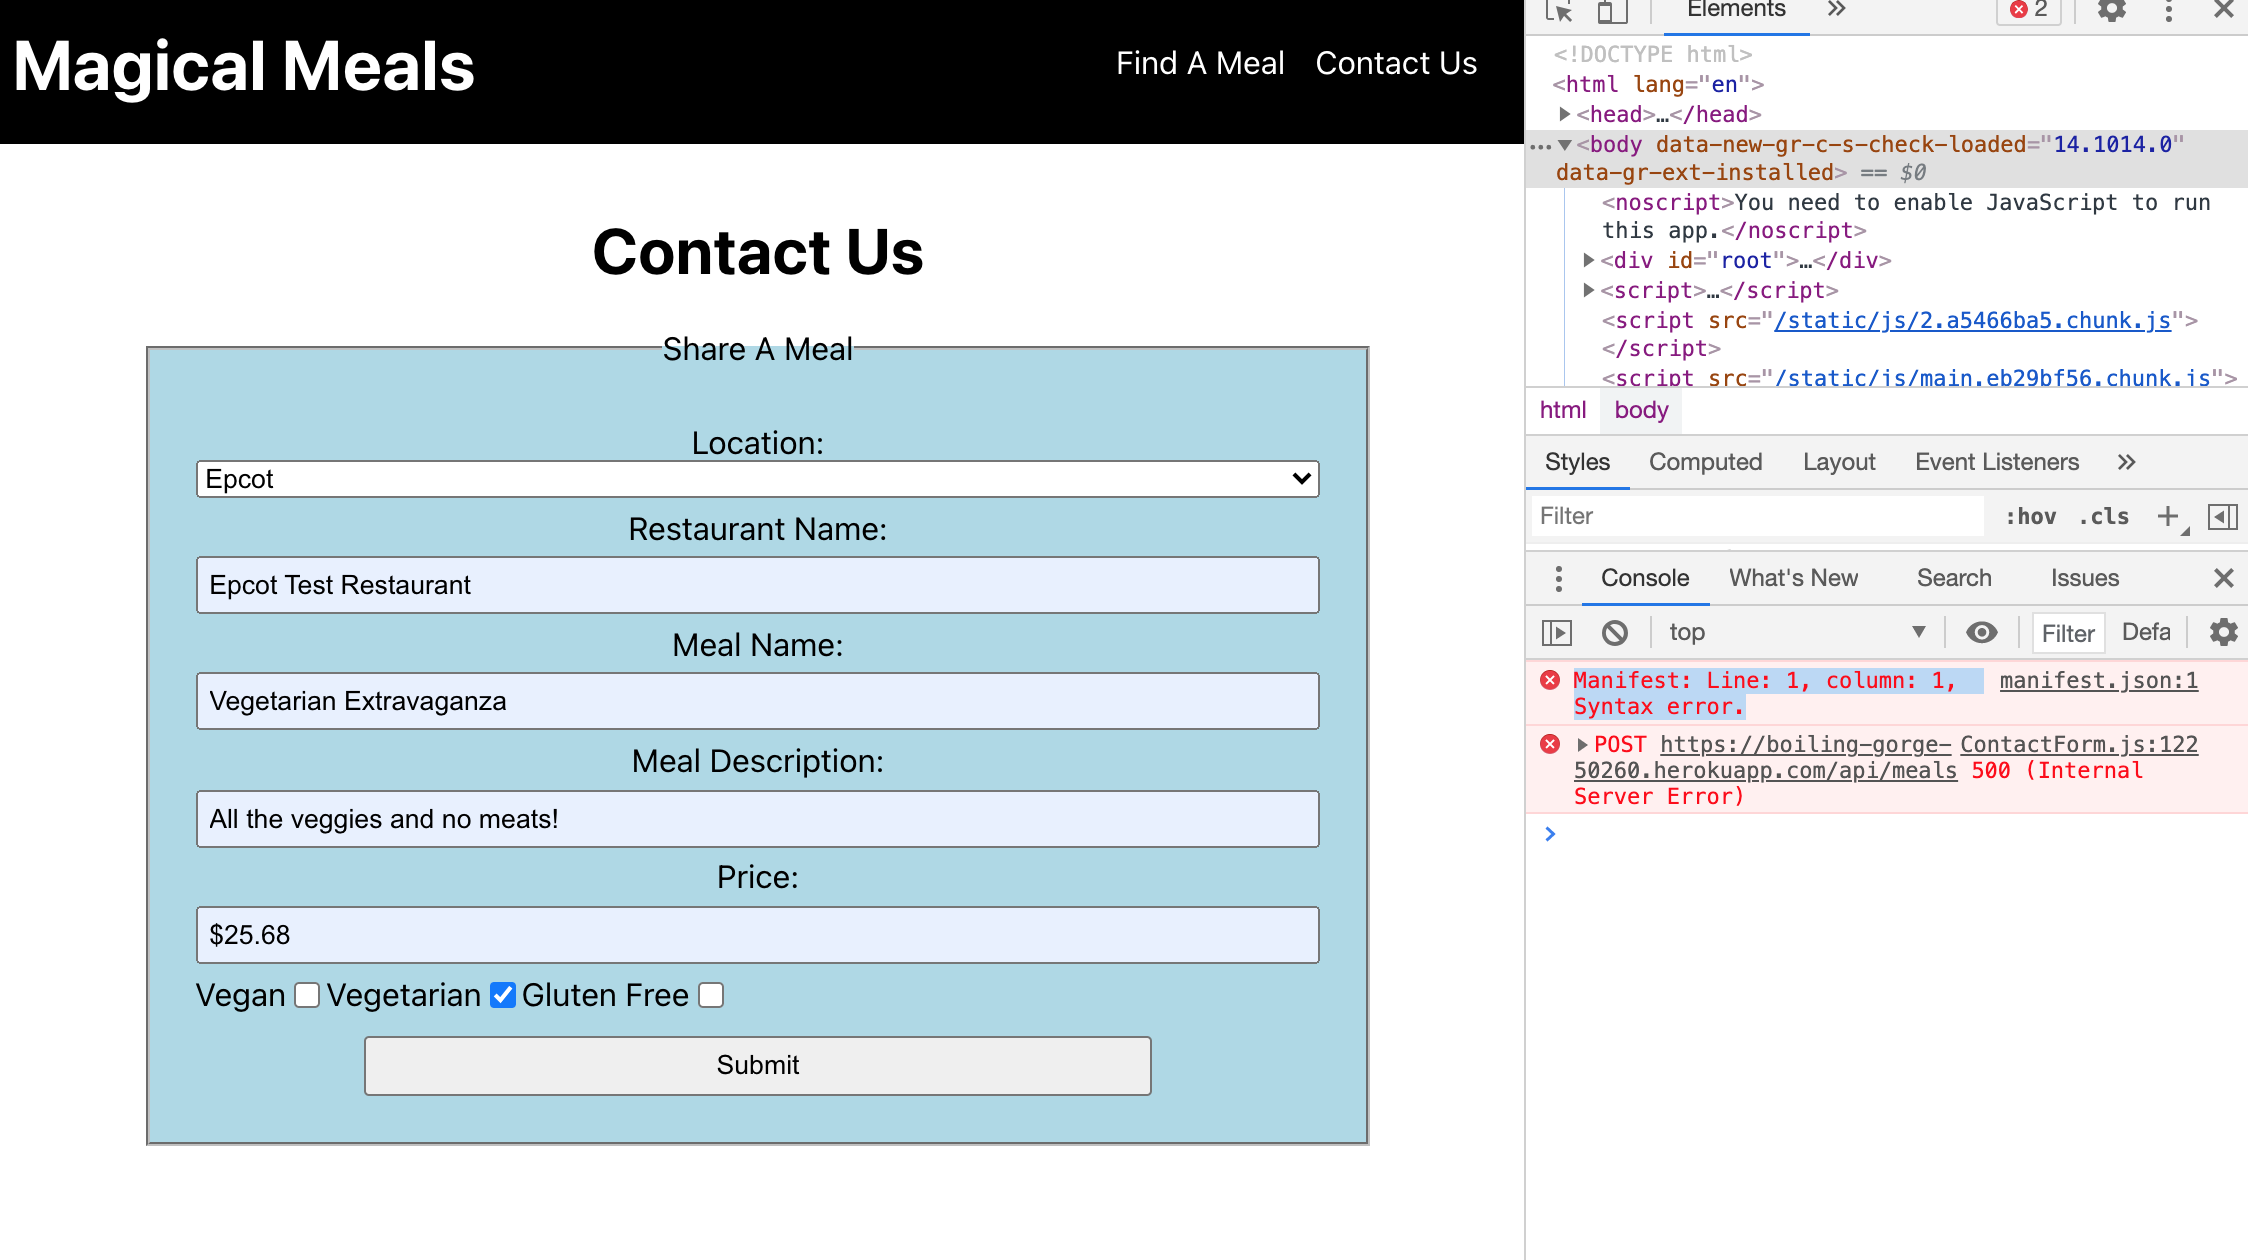 Magical Meals
Find A Meal
Contact Us
Contact Us
Share A Meal
Location:
Epcot
Restaurant Name:
Epcot Test Restaurant
Meal Name:
Vegetarian Extravaganza
Meal Description:
All the veggies and no meats!
Price:
$25.68
Vegan Vegetarian Gluten Free
Submit
Elements » 2
<!DOCTYPE html>
<html lang="en">
<head>…</head>
<body data-new-gr-c-s-check-loaded="14.1014.0"
data-gr-ext-installed> == $0
<noscript>You need to enable JavaScript to run
this app.</noscript>
<div id="root">…</div>
<script>…</script>
<script src="/static/js/2.a5466ba5.chunk.js">
</script>
<script src="/static/js/main.eb29bf56.chunk.js">
html body
Styles Computed Layout Event Listeners »
Filter :hov .cls +
Console What's New Search Issues
top Filter Defa
Manifest: Line: 1, column: 1, manifest.json:1
Syntax error.
POST https://boiling-gorge- ContactForm.js:122
50260.herokuapp.com/api/meals 500 (Internal
Server Error)